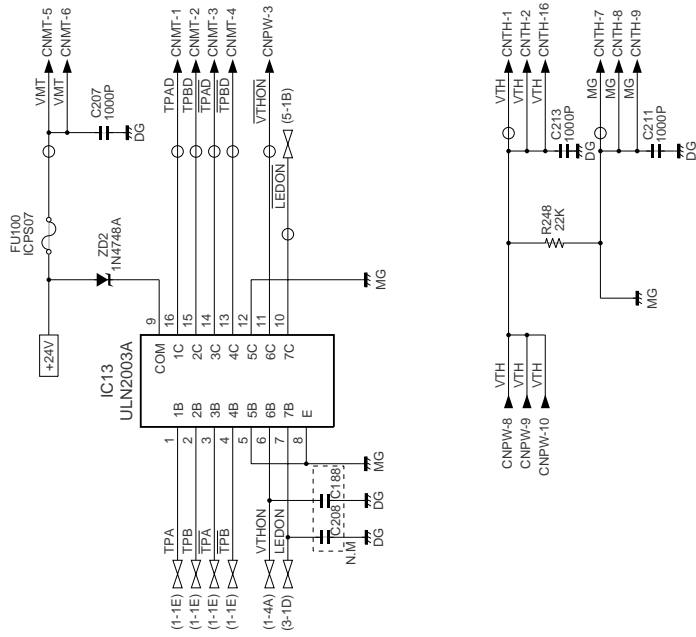 +24V
FU100
ICPS07
VMT
CNMT-5
VMT
CNMT-6
C207
1000P
DG
ZD2
1N4748A
IC13
ULN2003A
COM
9
(1-1E)
TPA
1
1B
1C
16
TPAD
CNMT-1
(1-1E)
TPB
2
2B
2C
15
TPBD
CNMT-2
(1-1E)
TPA
3
3B
3C
14
TPAD
CNMT-3
(1-1E)
TPB
4
4B
4C
13
TPBD
CNMT-4
5
5B
5C
12
(1-4A)
VTHON
6
6B
6C
11
VTHON
CNPW-3
(3-1D)
LEDON
7
7B
7C
10
LEDON
(5-1B)
8
E
MG
MG
C208
C188
N.M
DG
DG
CNPW-8
VTH
CNPW-9
VTH
CNPW-10
VTH
R248
22K
MG
VTH
CNTH-1
VTH
CNTH-2
VTH
CNTH-16
C213
1000P
DG
MG
CNTH-7
MG
CNTH-8
MG
CNTH-9
C211
1000P
DG